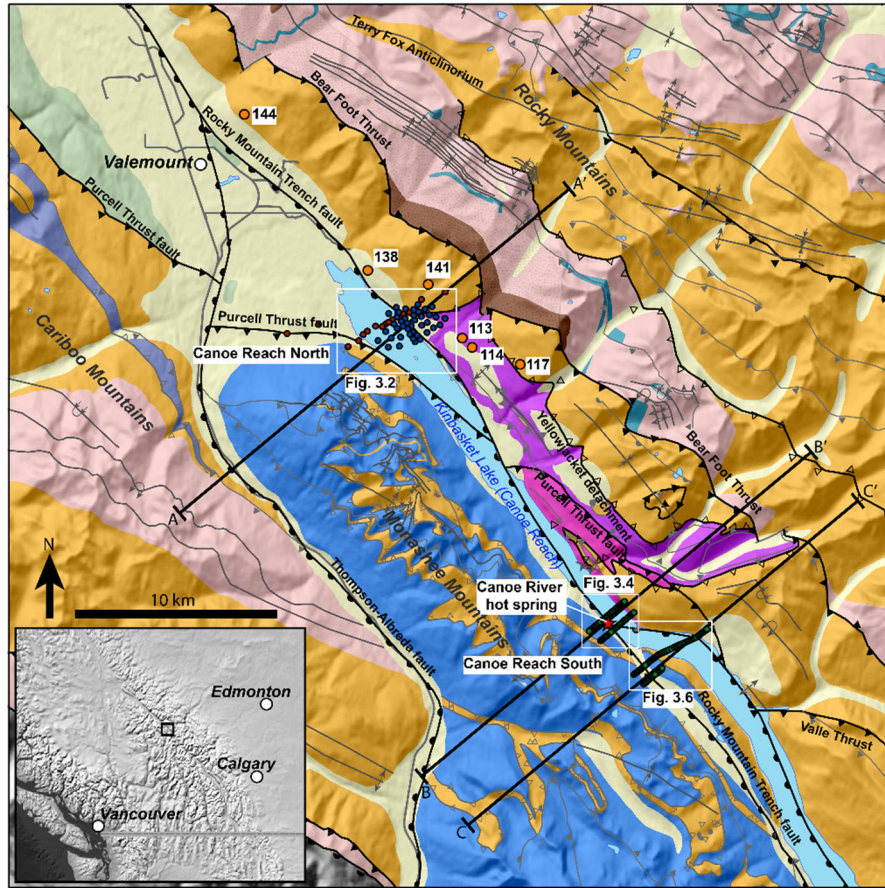 Terry Fox Anticlinorium
Rocky Mountains
Bear Foot Thrust
144
Rocky Mountain Trench fault
Valemount
Purcell Thrust fault
A'
138
141
Purcell Thrust fault
113
114
117
Canoe Reach North
Fig. 3.2
Cariboo Mountains
Kinbasket Lake (Canoe Reach)
Yellowjacket detachment
Bear Foot Thrust
B'
C'
Purcell Thrust fault
A
Monashee Mountains
N
10 km
Thompson-Albreda fault
Canoe River
hot spring
Fig. 3.4
Canoe Reach South
Fig. 3.6
Rocky Mountain Trench fault
Valle Thrust
B
C
Edmonton
Calgary
Vancouver